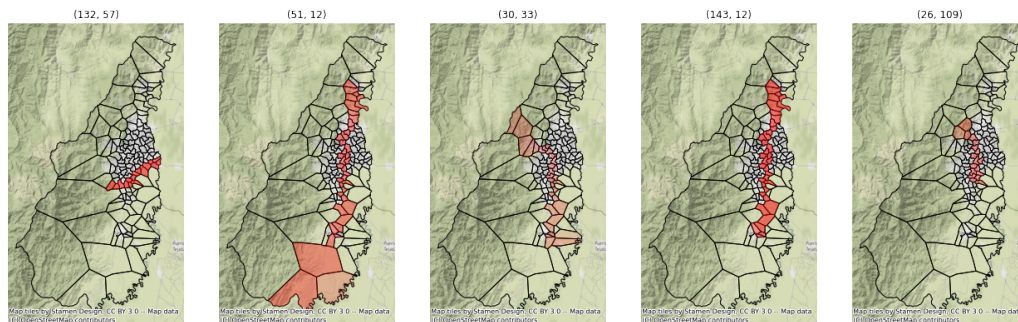 (132, 57)
(51, 12)
(30, 33)
(143, 12)
(26, 109)
Map tiles by Stamen Design, CC BY 3.0 -- Map data
(C) OpenStreetMap contributors
Map tiles by Stamen Design, CC BY 3.0 -- Map data
(C) OpenStreetMap contributors
Map tiles by Stamen Design, CC BY 3.0 -- Map data
(C) OpenStreetMap contributors
Map tiles by Stamen Design, CC BY 3.0 -- Map data
(C) OpenStreetMap contributors
Map tiles by Stamen Design, CC BY 3.0 -- Map data
(C) OpenStreetMap contributors